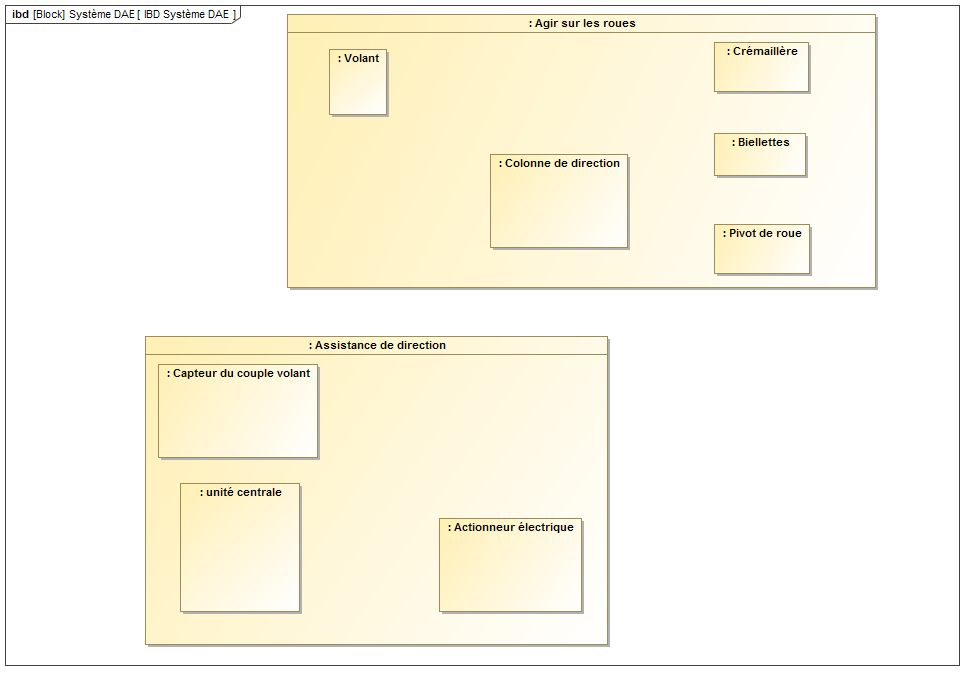 ibd [Block] Système DAE [ IBD Système DAE ]
: Agir sur les roues
: Volant
: Crémaillère
: Biellettes
: Colonne de direction
: Pivot de roue
: Assistance de direction
: Capteur du couple volant
: unité centrale
: Actionneur électrique